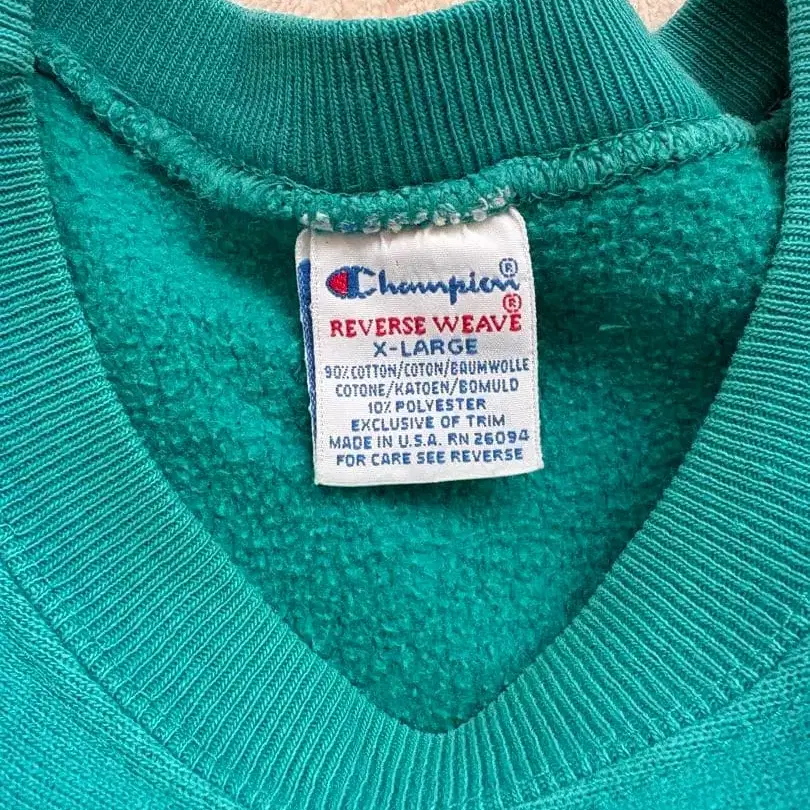 Champion®
REVERSE WEAVE®
X-LARGE
90% COTTON/COTON/BAUMWOLLE
COTONE/KATOEN/BOMULD
10% POLYESTER
EXCLUSIVE OF TRIM
MADE IN U.S.A. RN 26094
FOR CARE SEE REVERSE